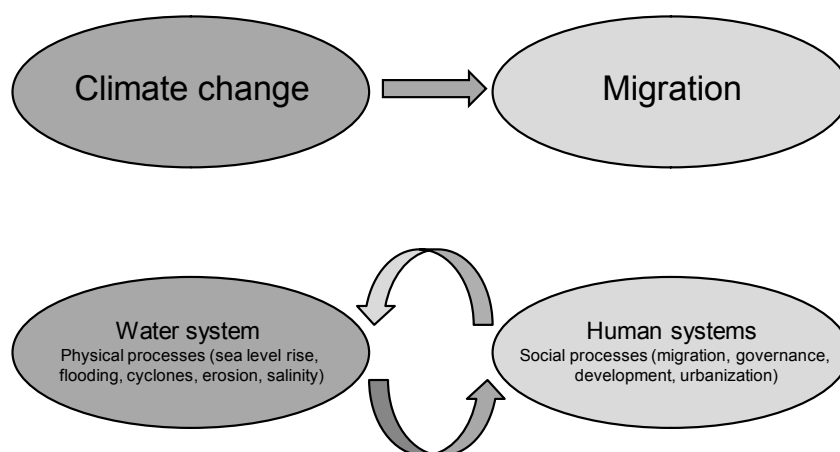 Climate change
Migration
Water system
Physical processes (sea level rise,
flooding, cyclones, erosion, salinity)
Human systems
Social processes (migration, governance,
development, urbanization)